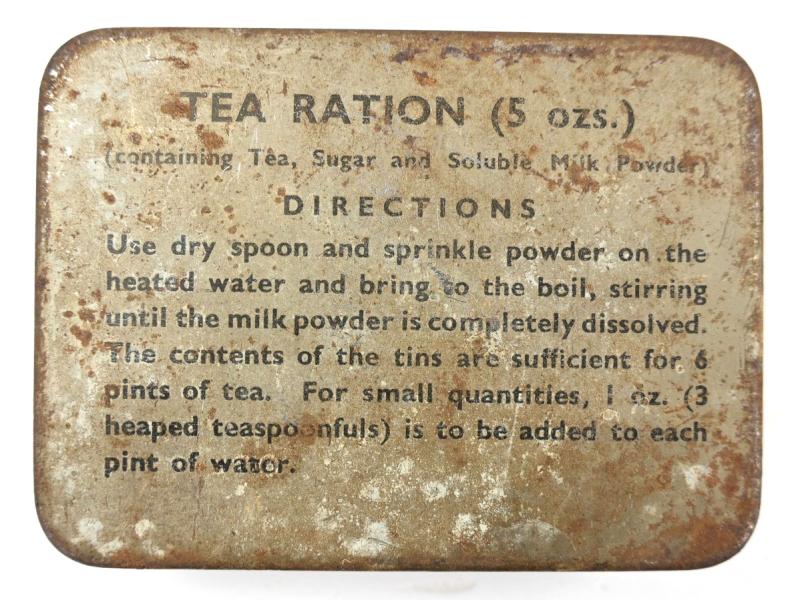 TEA RATION (5 ozs.)
(containing Tea, Sugar and Soluble Milk Powder)
DIRECTIONS
Use dry spoon and sprinkle powder on the
heated water and bring to the boil, stirring
until the milk powder is completely dissolved.
The contents of the tins are sufficient for 6
pints of tea. For small quantities, 1 oz. (3
heaped teaspoonfuls) is to be added to each
pint of water.